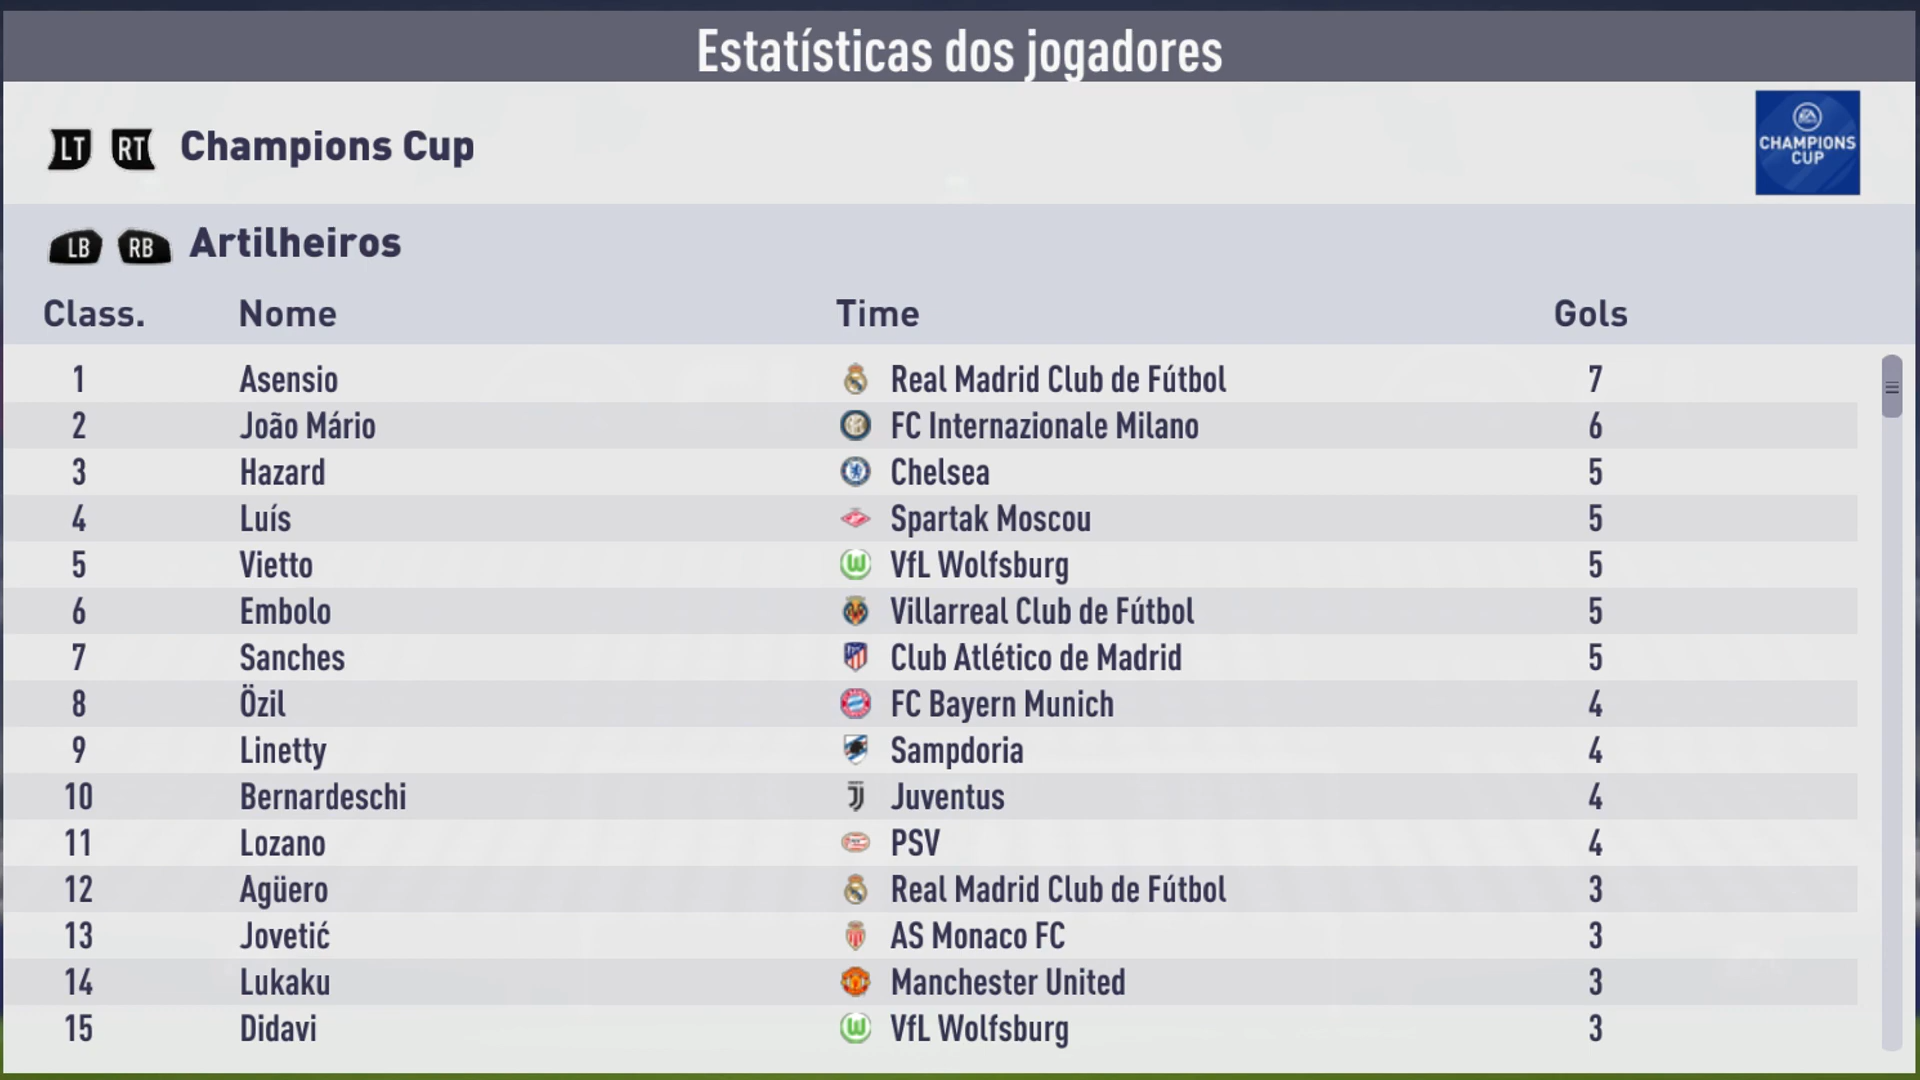 Estatísticas dos jogadores
LT RT Champions Cup
EA SPORTS
CHAMPIONS
CUP
LB RB Artilheiros
Class. Nome Time Gols
1 Asensio Real Madrid Club de Fútbol 7
2 João Mário FC Internazionale Milano 6
3 Hazard Chelsea 5
4 Luís Spartak Moscou 5
5 Vietto VfL Wolfsburg 5
6 Embolo Villarreal Club de Fútbol 5
7 Sanches Club Atlético de Madrid 5
8 Özil FC Bayern Munich 4
9 Linetty Sampdoria 4
10 Bernardeschi Juventus 4
11 Lozano PSV 4
12 Agüero Real Madrid Club de Fútbol 3
13 Jovetić AS Monaco FC 3
14 Lukaku Manchester United 3
15 Didavi VfL Wolfsburg 3